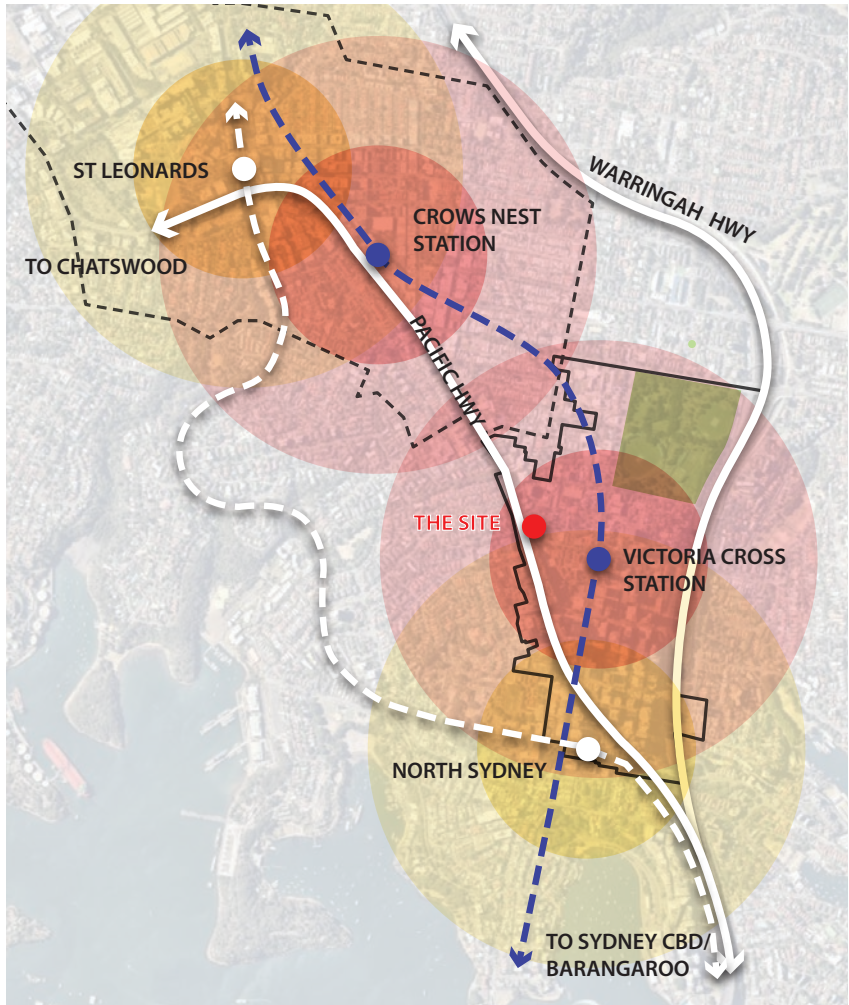 WARRINGAH HWY
ST LEONARDS
CROWS NEST
STATION
TO CHATSWOOD
PACIFIC HWY
THE SITE
VICTORIA CROSS
STATION
NORTH SYDNEY
TO SYDNEY CBD/
BARANGAROO